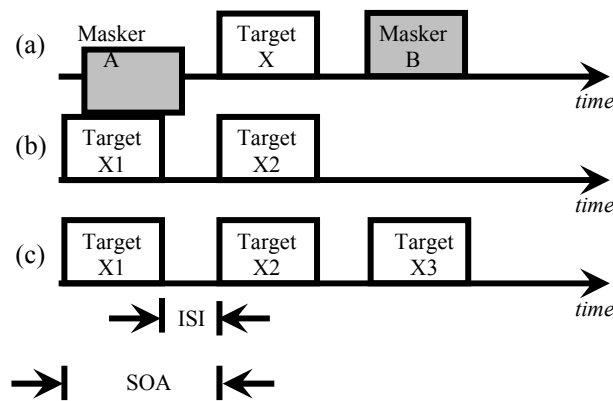 (a)
Masker
A
Target
X
Masker
B
time
(b)
Target
X1
Target
X2
time
(c)
Target
X1
Target
X2
Target
X3
time
ISI
SOA